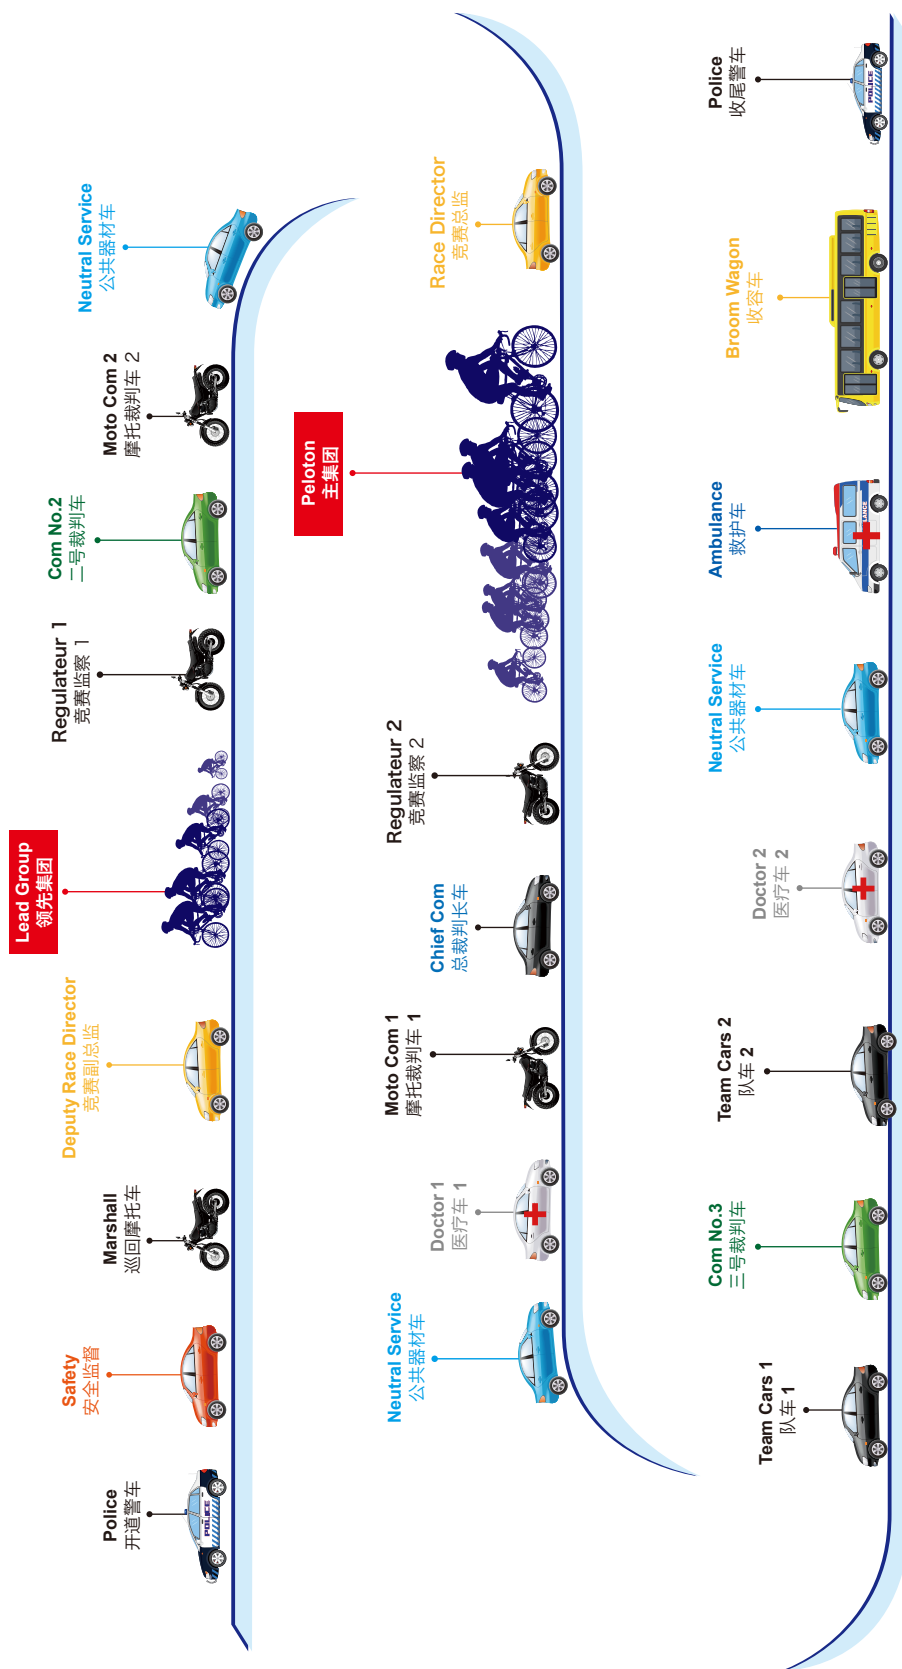 Police
开道警车
POLICE
Safety
安全监督
Marshall
巡回摩托车
Deputy Race Director
竞赛副总监
Lead Group
领先集团
Regulateur 1
竞赛监察 1
Com No.2
二号裁判车
Moto Com 2
摩托裁判车 2
Neutral Service
公共器材车
Race Director
竞赛总监
Peloton
主集团
Regulateur 2
竞赛监察 2
Chief Com
总裁判长车
Moto Com 1
摩托裁判车 1
Doctor 1
医疗车 1
Neutral Service
公共器材车
Team Cars 1
队车 1
Com No.3
三号裁判车
Team Cars 2
队车 2
Doctor 2
医疗车 2
Neutral Service
公共器材车
Ambulance
救护车
LANCE
Broom Wagon
收容车
Police
收尾警车
POLICE